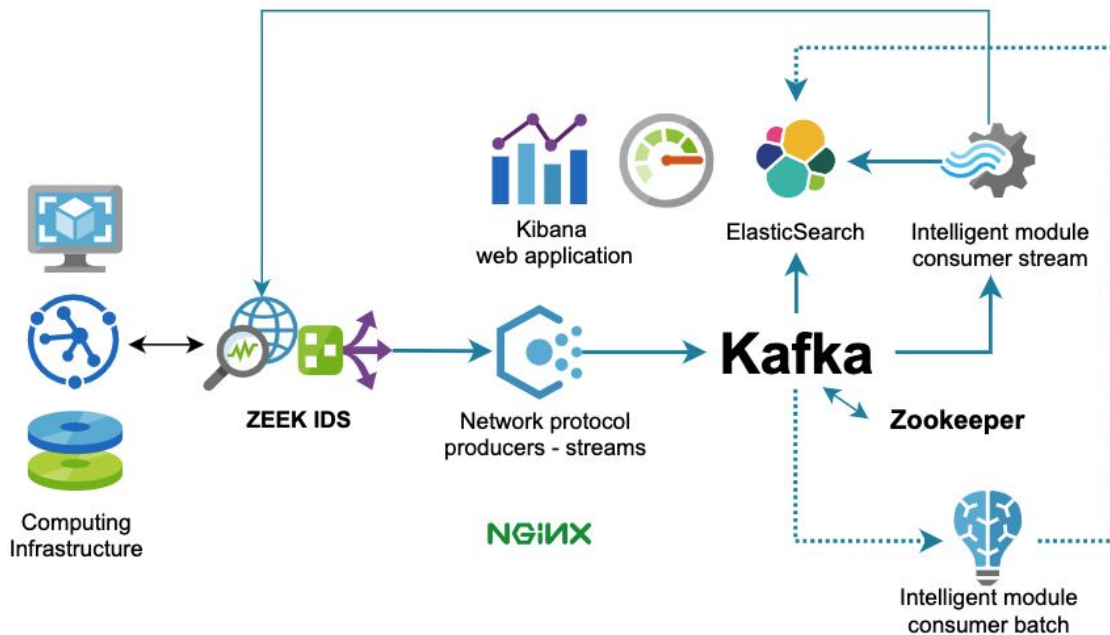 Kibana
web application
ElasticSearch
Intelligent module
consumer stream
Computing
Infrastructure
ZEEK IDS
Network protocol
producers - streams
Kafka
Zookeeper
NGINX
Intelligent module
consumer batch